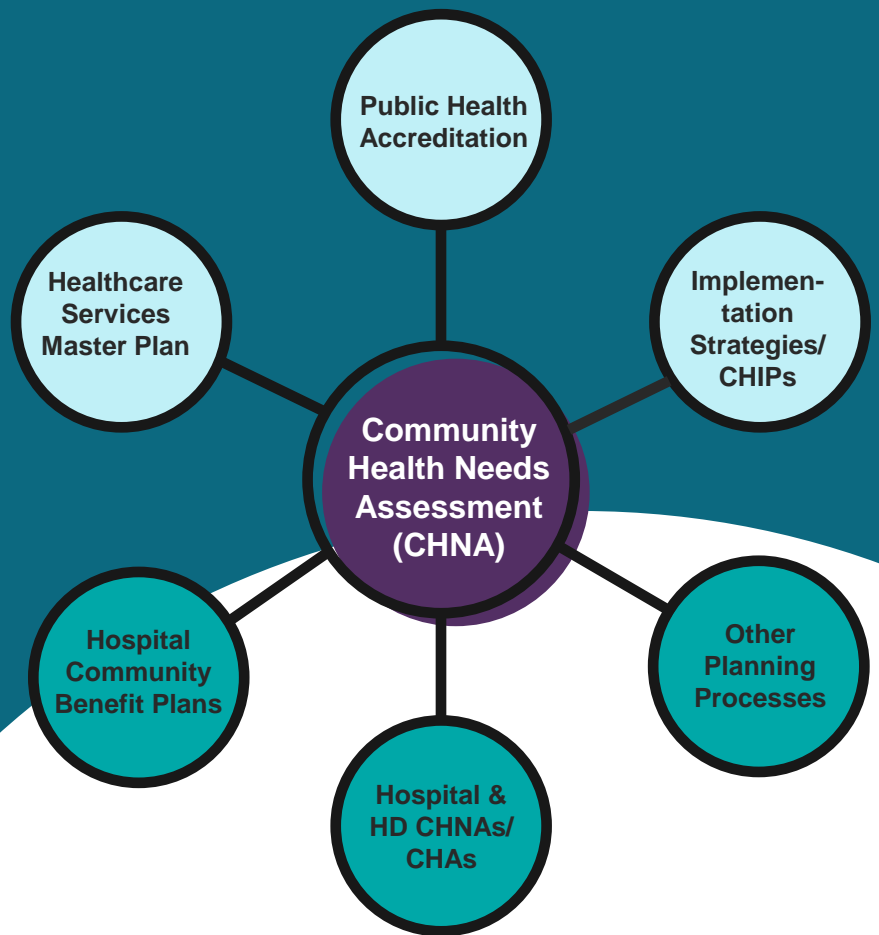 Public Health
Accreditation
Healthcare
Services
Master Plan
Implemen-
tation
Strategies/
CHIPs
Community
Health Needs
Assessment
(CHNA)
Hospital
Community
Benefit Plans
Other
Planning
Processes
Hospital &
HD CHNAs/
CHAs